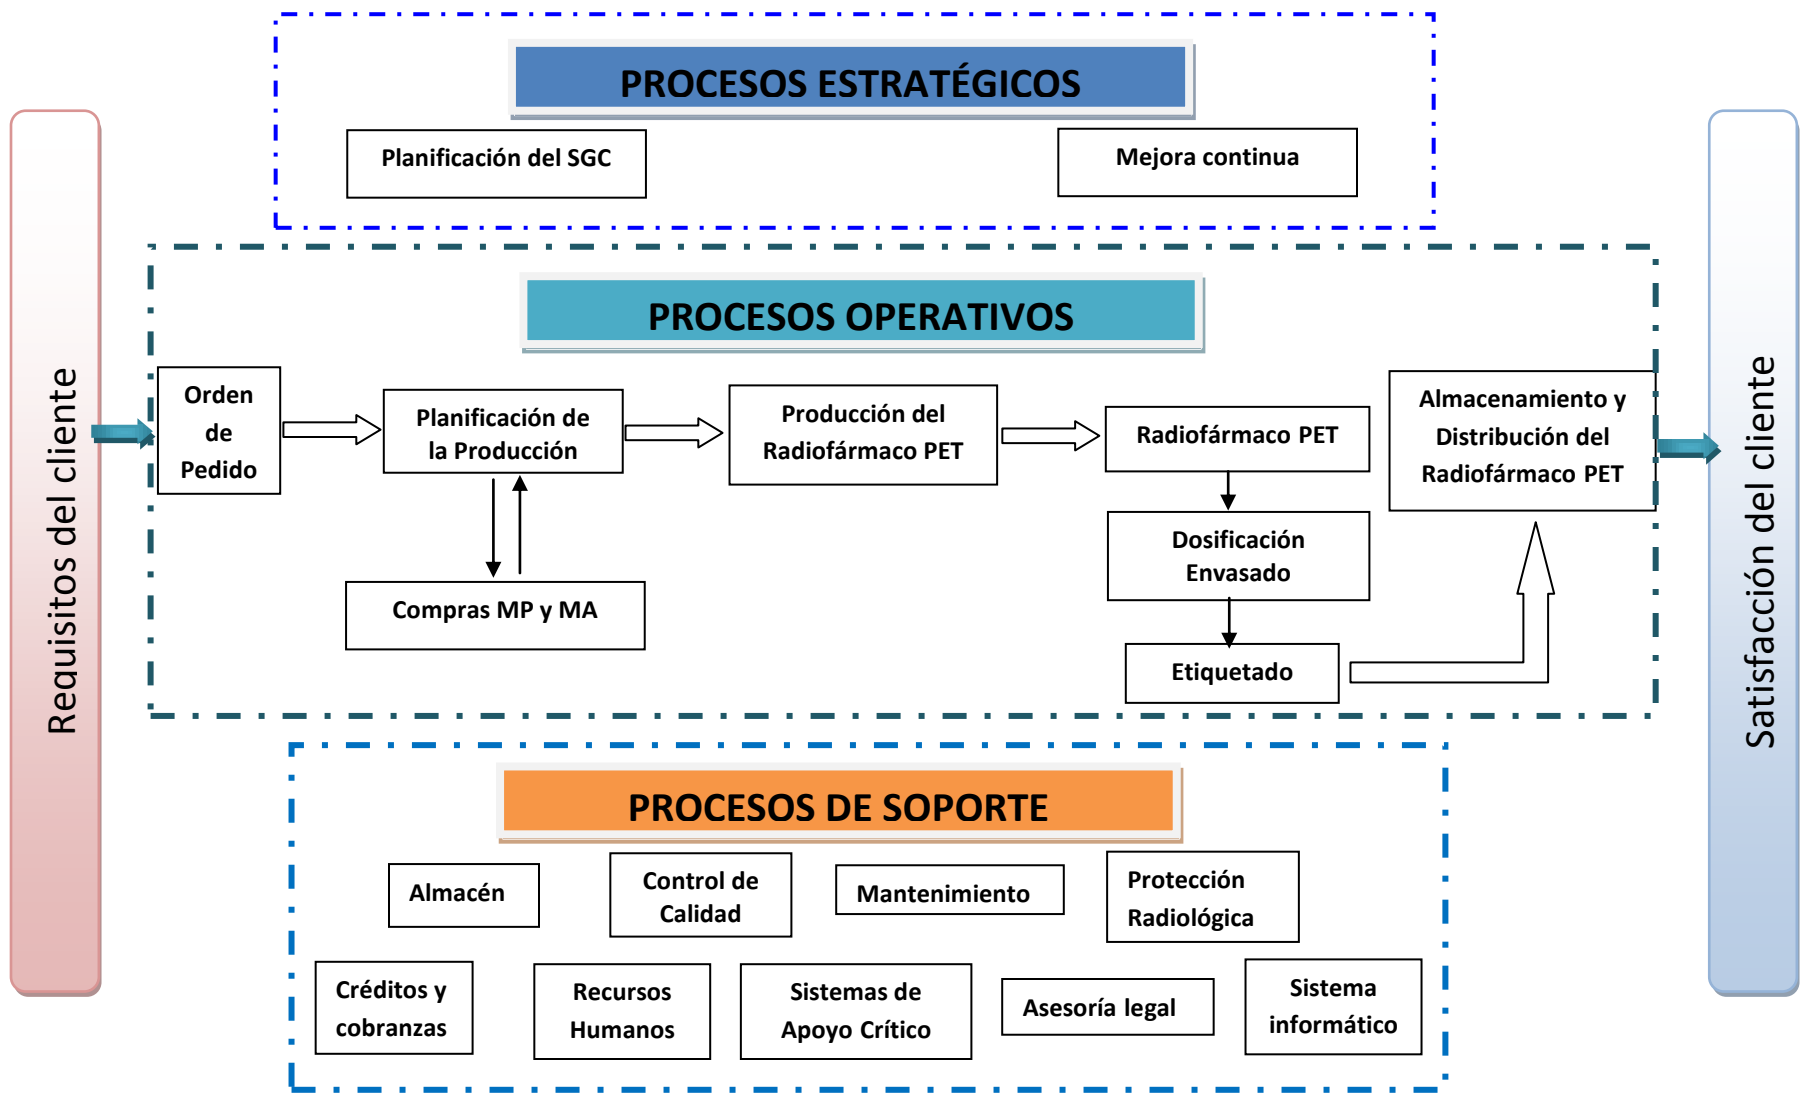 PROCESOS ESTRATÉGICOS
Planificación del SGC
Mejora continua
Requisitos del cliente
PROCESOS OPERATIVOS
Orden
de
Pedido
Planificación de
la Producción
Producción del
Radiofármaco PET
Radiofármaco PET
Almacenamiento y
Distribución del
Radiofármaco PET
Dosificación
Envasado
Compras MP y MA
Etiquetado
Satisfacción del cliente
PROCESOS DE SOPORTE
Almacén
Control de
Calidad
Mantenimiento
Protección
Radiológica
Créditos y
cobranzas
Recursos
Humanos
Sistemas de
Apoyo Crítico
Asesoría legal
Sistema
informático